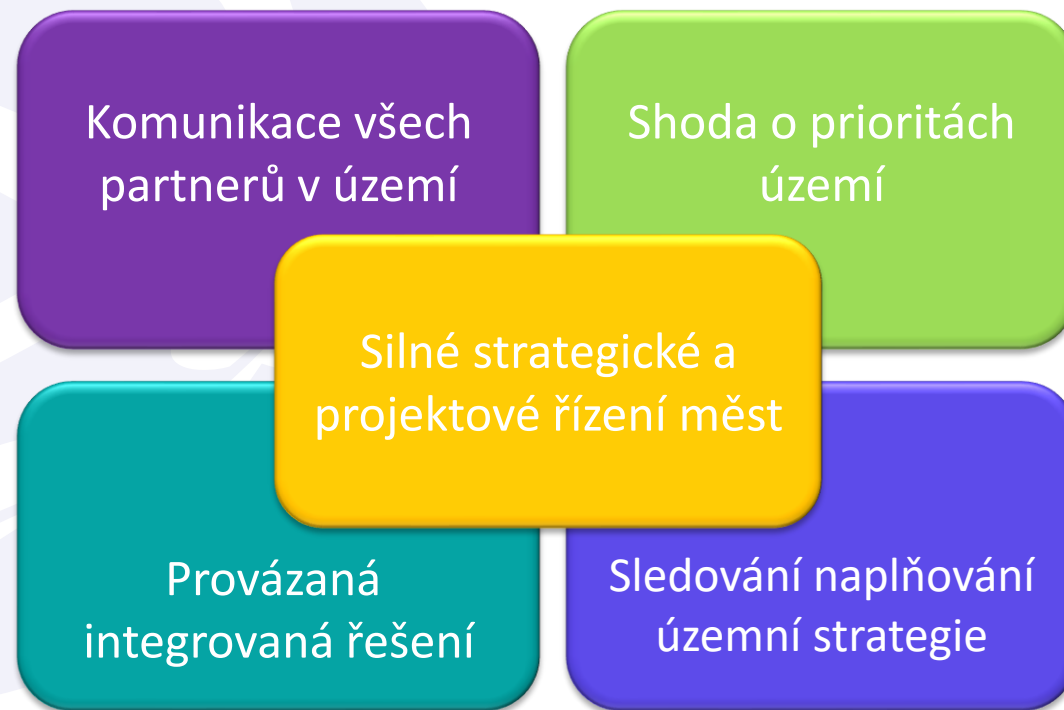 Komunikace všech
partnerů v území
Shoda o prioritách
území
Silné strategické a
projektové řízení měst
Provázaná
integrovaná řešení
Sledování naplňování
územní strategie